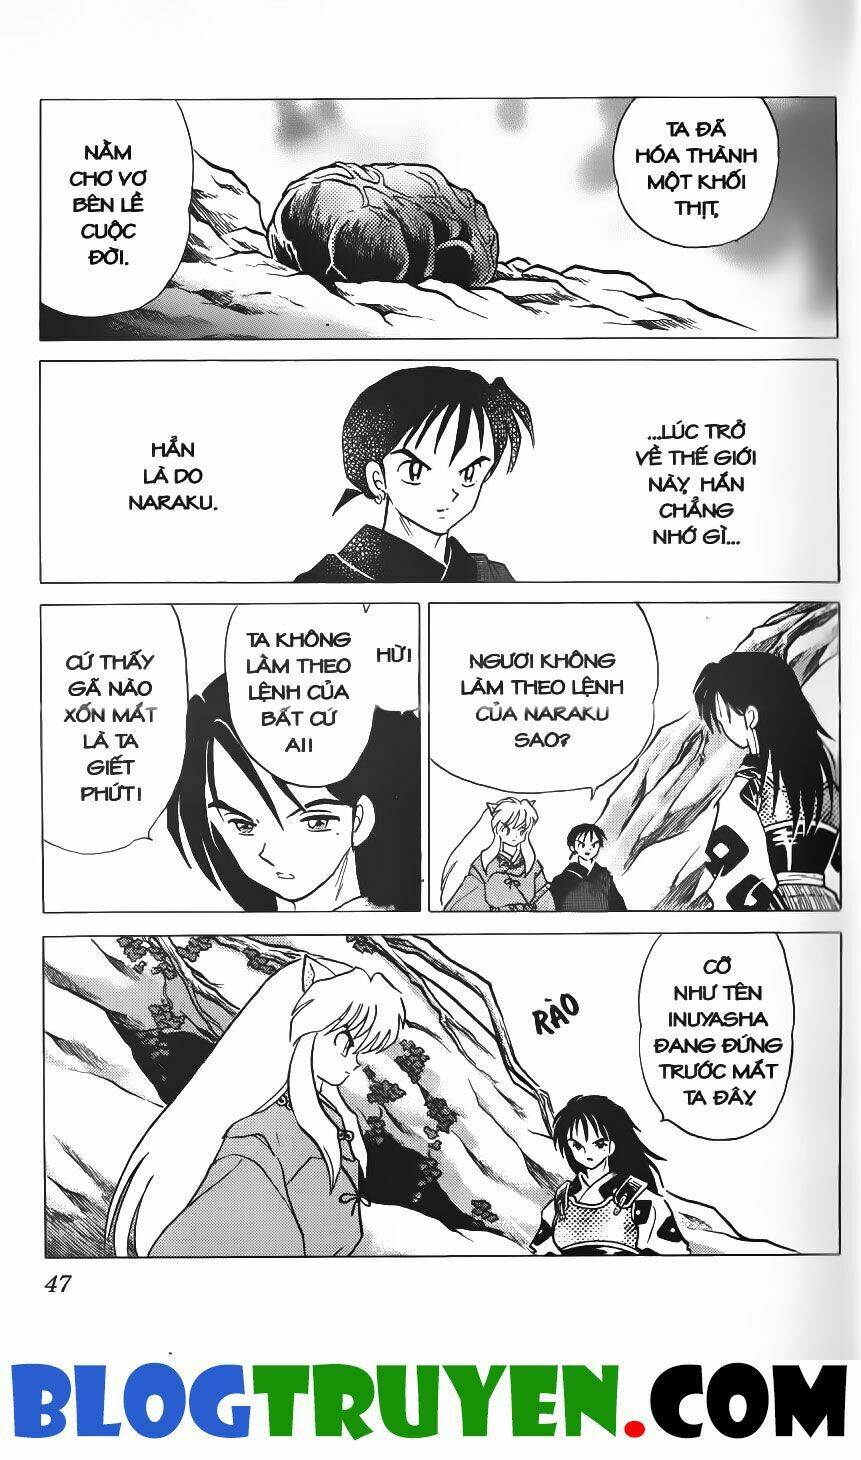 TA ĐÃ
HÓA THÀNH
MỘT KHỐI
THỊT,
NẰM
CHƠ VƠ
BÊN LỀ
CUỘC
ĐỜI.
...LÚC TRỞ
VỀ THẾ GIỚI
NÀY, HẮN
CHẲNG
NHỚ GÌ...
HẲN
LÀ DO
NARAKU.
NGƯƠI KHÔNG
LÀM THEO LỆNH
CỦA NARAKU
SAO?
HỪ!
TA KHÔNG
LÀM THEO
LỆNH CỦA
BẤT CỨ
AI!
CỨ THẤY
GÃ NÀO
XỐN MẮT
LÀ TA
GIẾT
PHỨT!
CỠ
NHƯ TÊN
INUYASHA
ĐANG ĐỨNG
TRƯỚC MẮT
TA ĐÂY.
RÀO
47
BLOGTRUYEN.COM